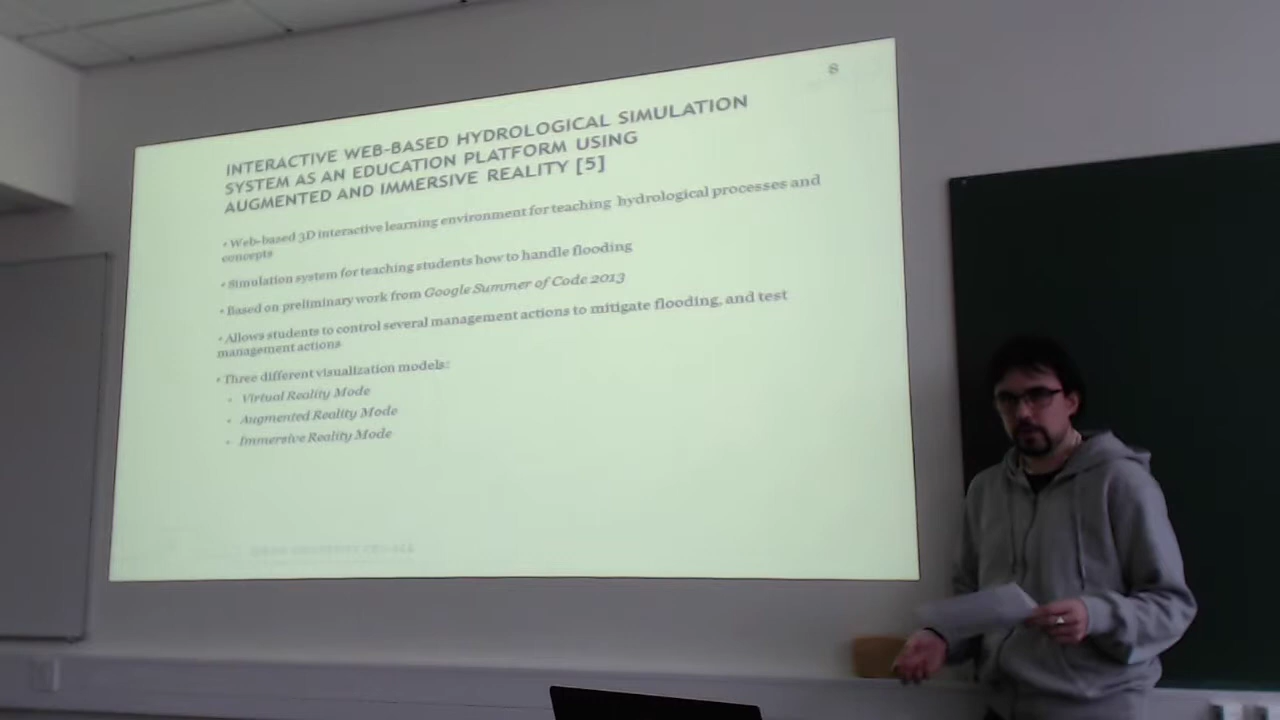 8
INTERACTIVE WEB-BASED HYDROLOGICAL SIMULATION
SYSTEM AS AN EDUCATION PLATFORM USING
AUGMENTED AND IMMERSIVE REALITY [5]
• Web-based 3D interactive learning environment for teaching hydrological processes and
concepts
• Simulation system for teaching students how to handle flooding
• Based on preliminary work from Google Summer of Code 2013
• Allows students to control several management actions to mitigate flooding, and test
management actions
• Three different visualization models:
• Virtual Reality Mode
• Augmented Reality Mode
• Immersive Reality Mode